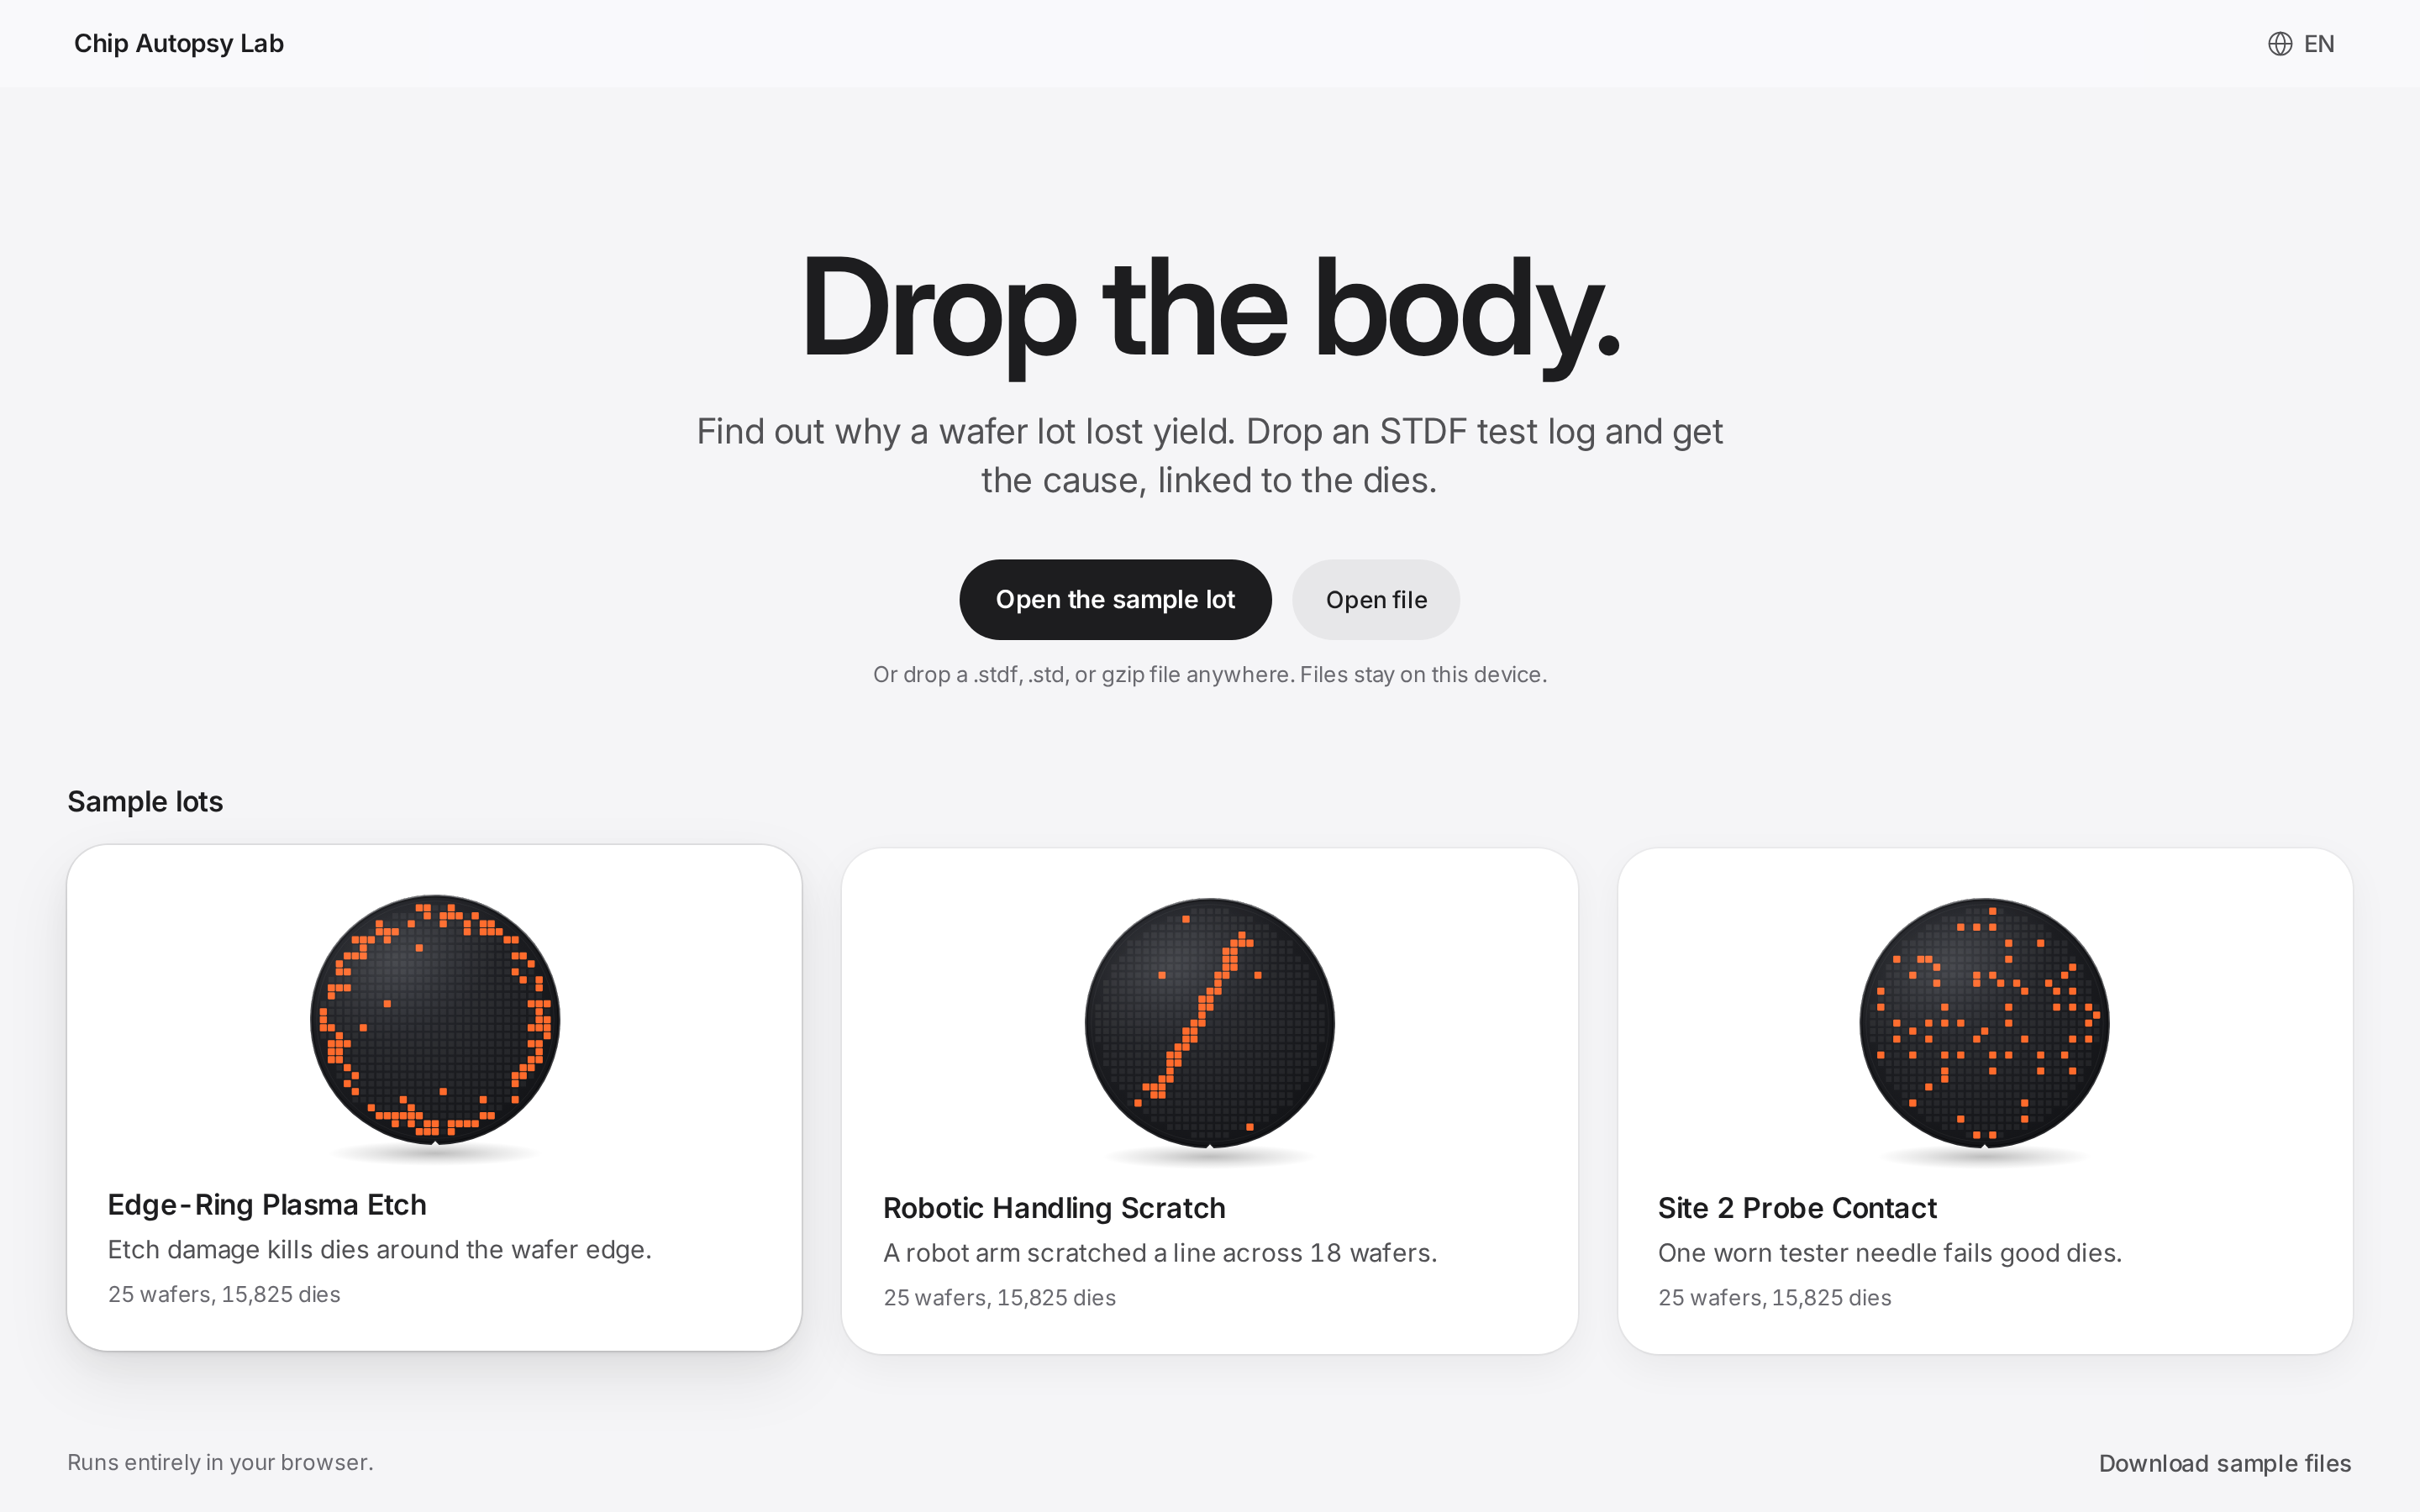 Chip Autopsy Lab
EN
Drop the body.
Find out why a wafer lot lost yield. Drop an STDF test log and get
the cause, linked to the dies.
Open the sample lot
Open file
Or drop a .stdf, .std, or gzip file anywhere. Files stay on this device.
Sample lots
Edge-Ring Plasma Etch
Etch damage kills dies around the wafer edge.
25 wafers, 15,825 dies
Robotic Handling Scratch
A robot arm scratched a line across 18 wafers.
25 wafers, 15,825 dies
Site 2 Probe Contact
One worn tester needle fails good dies.
25 wafers, 15,825 dies
Runs entirely in your browser.
Download sample files